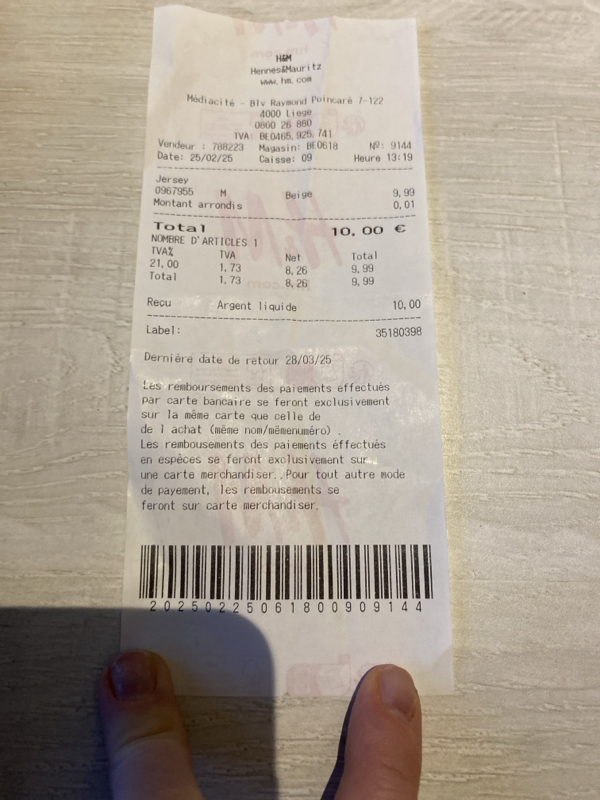 H&M
Hennes&Mauritz
www.hm.com
Médiacité - Blv Raymond Poincaré 7-122
4000 Liege
0800 26 880
TVA: BE0465.925.741
Vendeur : 788223 Magasin: BE0618 Nº: 9144
Date: 25/02/25 Caisse: 09 Heure 13:19
Jersey
0967955 M Beige 9,99
Montant arrondis 0,01
Total 10,00 €
NOMBRE D'ARTICLES 1
TVA% TVA Net Total
21,00 1,73 8,26 9,99
Total 1,73 8,26 9,99
Reçu Argent liquide 10,00
Label: 35180398
Derniére date de retour 28/03/25
Les remboursements des paiements effectués
par carte bancaire se feront exclusivement
sur la même carte que celle de
de l achat (même nom/mêmenuméro) .
Les rembousements des paiements éffectués
en espèces se feront exclusivement sur
une carte merchandiser..Pour tout autre mode
de payement, les rembousements se
feront sur carte merchandiser.
20250225061800909144